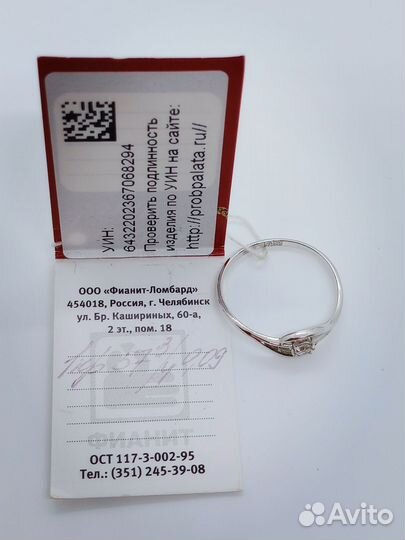 УИН:
6432202367068294
Проверить подлинность
изделия по УИН на сайте:
http://probpalata.ru//
ООО «Фианит-Ломбард»
454018, Россия, г. Челябинск
ул. Бр. Кашириных, 60-а,
2 эт., пом. 18
ФИАНИТ
ОСТ 117-3-002-95
Тел.: (351) 245-39-08
Avito